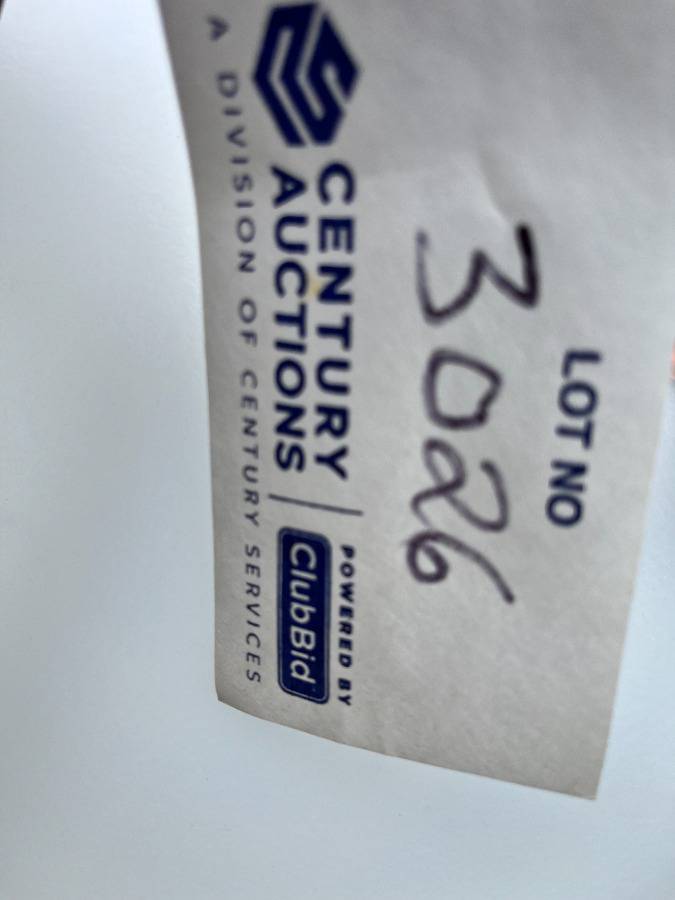 LOT NO
3026
CENTURY
AUCTIONS
POWERED BY
ClubBid
A DIVISION OF CENTURY SERVICES